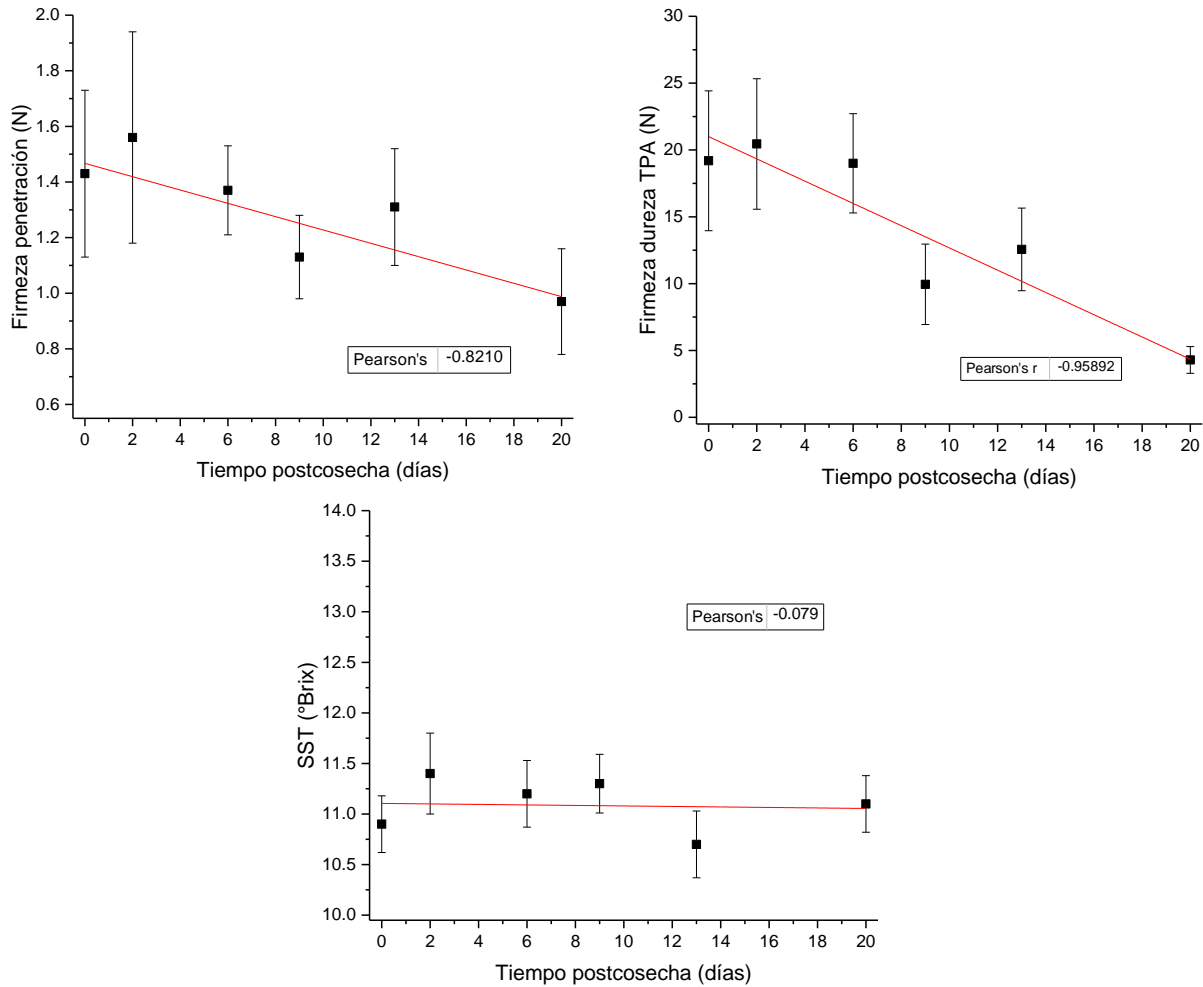 Firmeza penetración (N)
2.0
1.8
1.6
1.4
1.2
1.0
0.8
0.6
Pearson's -0.8210
0 2 4 6 8 10 12 14 16 18 20
Tiempo postcosecha (días)
Firmeza dureza TPA (N)
30
25
20
15
10
5
0
Pearson's r -0.95892
0 2 4 6 8 10 12 14 16 18 20
Tiempo postcosecha (días)
SST (°Brix)
14.0
13.5
13.0
12.5
12.0
11.5
11.0
10.5
10.0
Pearson's -0.079
0 2 4 6 8 10 12 14 16 18 20
Tiempo postcosecha (días)